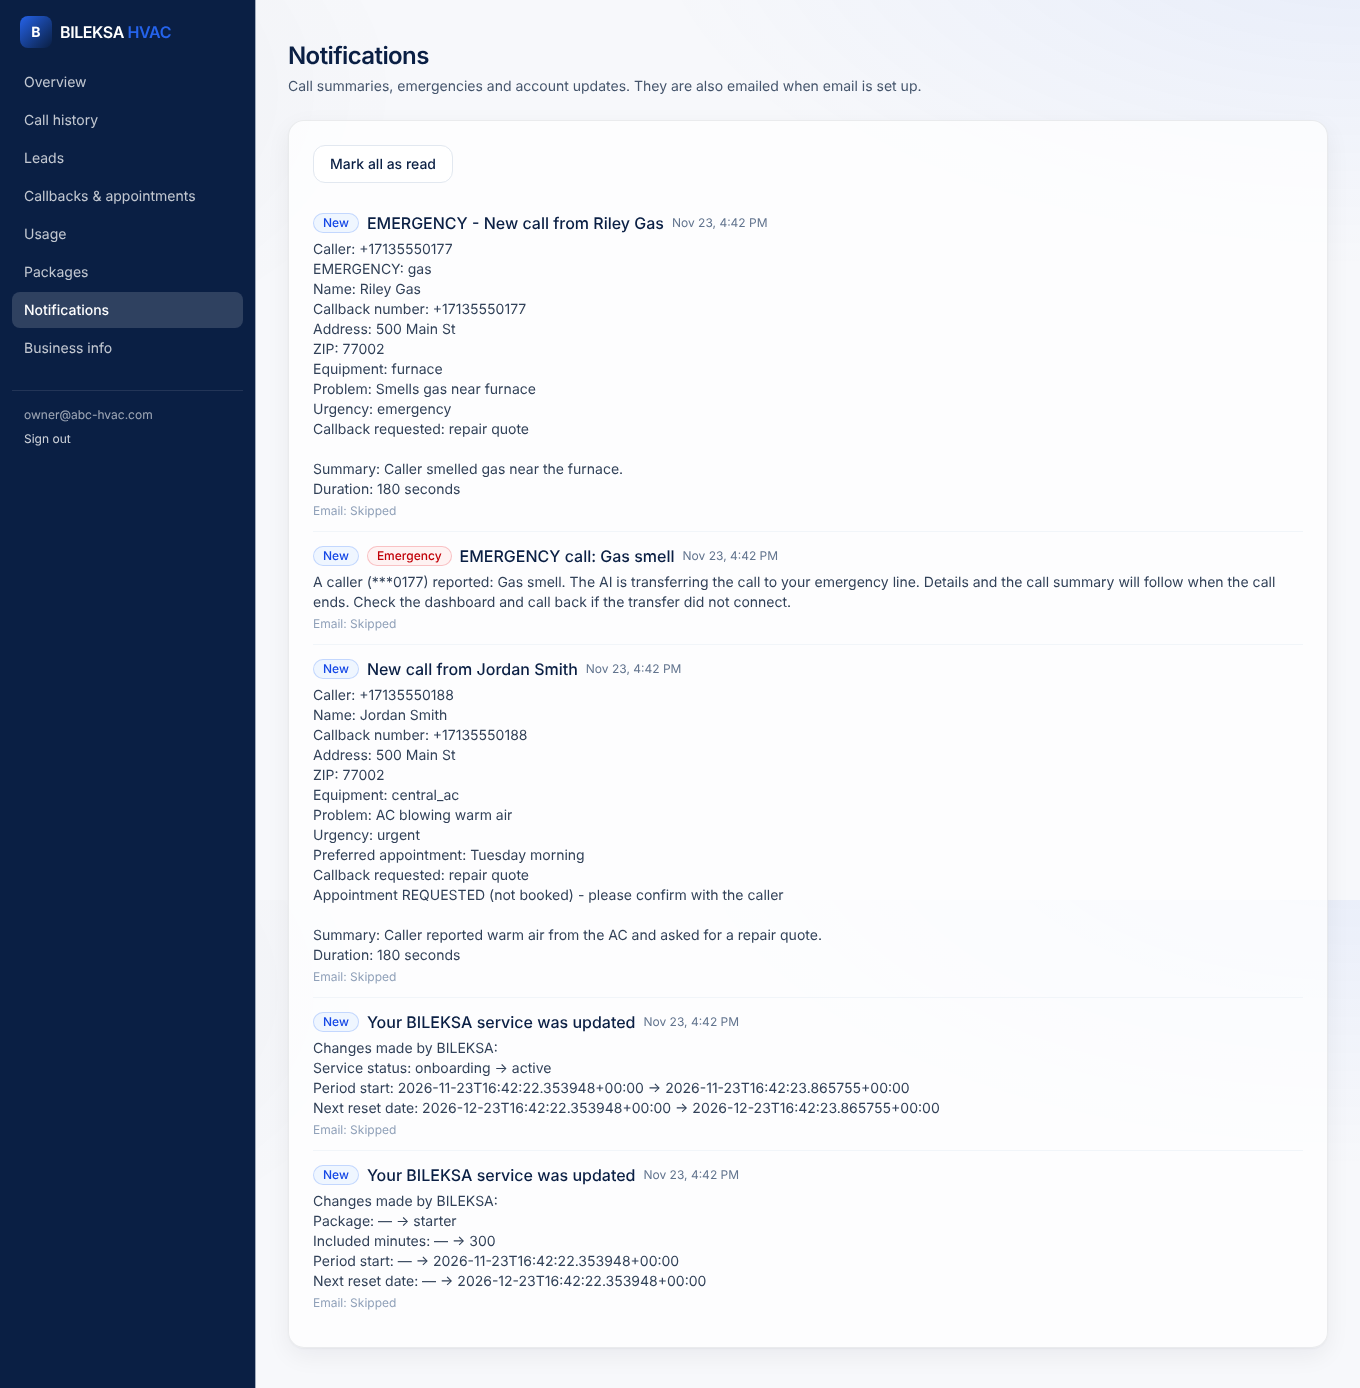 B BILEKSA HVAC
Overview
Call history
Leads
Callbacks & appointments
Usage
Packages
Notifications
Business info
owner@abc-hvac.com
Sign out
Notifications
Call summaries, emergencies and account updates. They are also emailed when email is set up.
Mark all as read
New EMERGENCY - New call from Riley Gas Nov 23, 4:42 PM
Caller: +17135550177
EMERGENCY: gas
Name: Riley Gas
Callback number: +17135550177
Address: 500 Main St
ZIP: 77002
Equipment: furnace
Problem: Smells gas near furnace
Urgency: emergency
Callback requested: repair quote
Summary: Caller smelled gas near the furnace.
Duration: 180 seconds
Email: Skipped
New Emergency EMERGENCY call: Gas smell Nov 23, 4:42 PM
A caller (***0177) reported: Gas smell. The AI is transferring the call to your emergency line. Details and the call summary will follow when the call
ends. Check the dashboard and call back if the transfer did not connect.
Email: Skipped
New New call from Jordan Smith Nov 23, 4:42 PM
Caller: +17135550188
Name: Jordan Smith
Callback number: +17135550188
Address: 500 Main St
ZIP: 77002
Equipment: central_ac
Problem: AC blowing warm air
Urgency: urgent
Preferred appointment: Tuesday morning
Callback requested: repair quote
Appointment REQUESTED (not booked) - please confirm with the caller
Summary: Caller reported warm air from the AC and asked for a repair quote.
Duration: 180 seconds
Email: Skipped
New Your BILEKSA service was updated Nov 23, 4:42 PM
Changes made by BILEKSA:
Service status: onboarding → active
Period start: 2026-11-23T16:42:22.353948+00:00 → 2026-11-23T16:42:23.865755+00:00
Next reset date: 2026-12-23T16:42:22.353948+00:00 → 2026-12-23T16:42:23.865755+00:00
Email: Skipped
New Your BILEKSA service was updated Nov 23, 4:42 PM
Changes made by BILEKSA:
Package: — → starter
Included minutes: — → 300
Period start: — → 2026-11-23T16:42:22.353948+00:00
Next reset date: — → 2026-12-23T16:42:22.353948+00:00
Email: Skipped